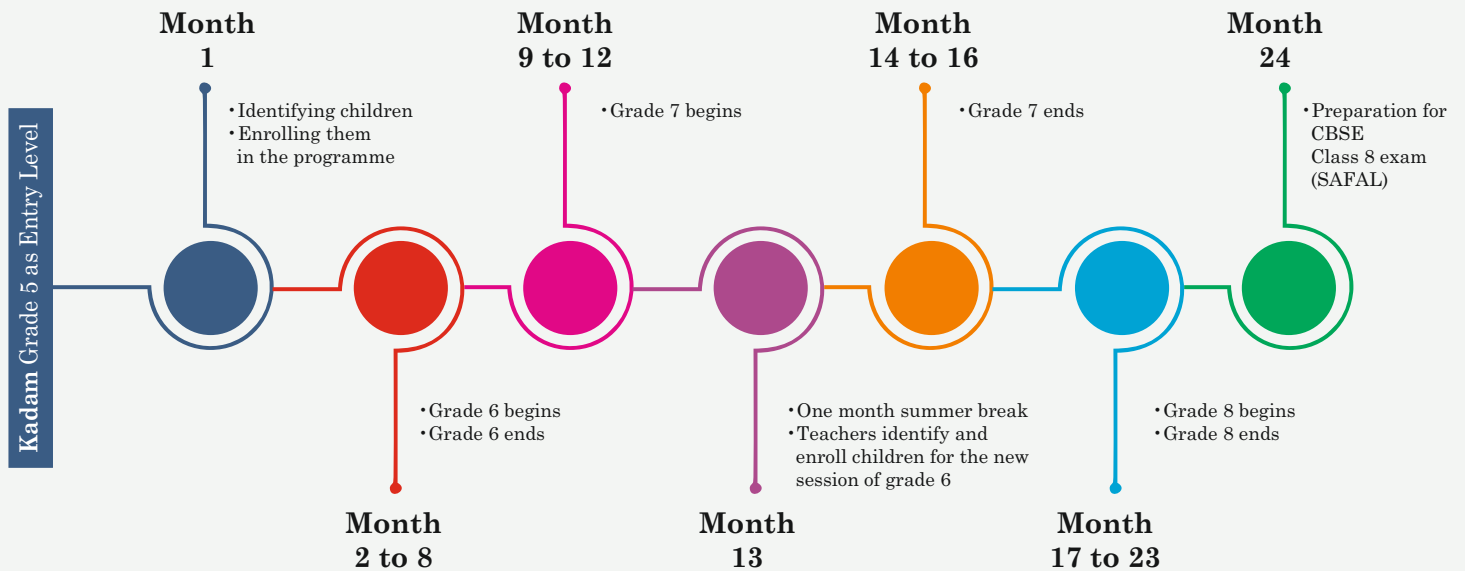 Kadam Grade 5 as Entry Level
Month
1
• Identifying children
• Enrolling them
in the programme
Month
2 to 8
• Grade 6 begins
• Grade 6 ends
Month
9 to 12
• Grade 7 begins
Month
13
• One month summer break
• Teachers identify and
enroll children for the new
session of grade 6
Month
14 to 16
• Grade 7 ends
Month
17 to 23
• Grade 8 begins
• Grade 8 ends
Month
24
• Preparation for
CBSE
Class 8 exam
(SAFAL)